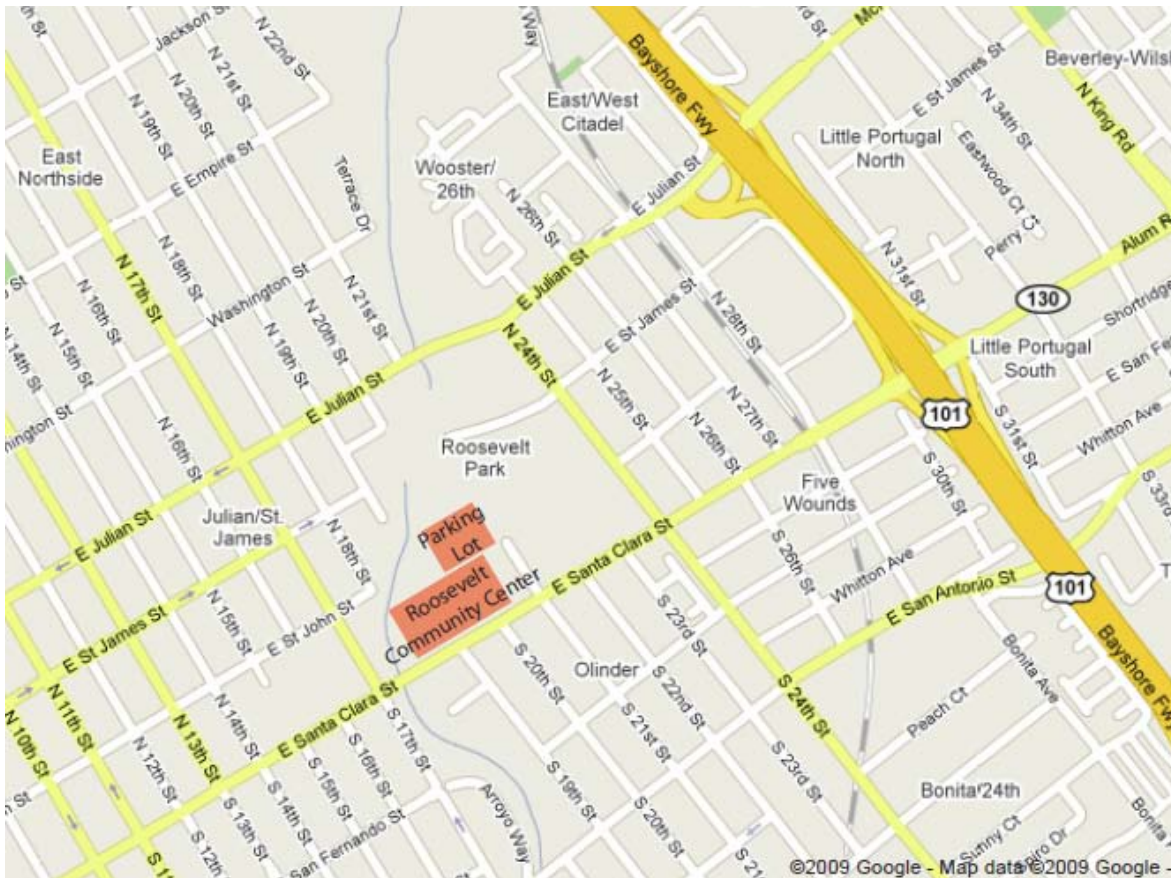 Jackson St
N 22nd St
N 21st St
N 20th St
N 19th St
Way
Bayshore Fwy
Beverley-Wils
E St James St
N 34th St
N King Rd
East/West
Citadel
Little Portugal
North
Eastwood Ct
East
Northside
E Empire St
Terrace Dr
Wooster/
26th
N 26th St
E Julian St
Perry Ct
Alum R
N 17th St
N 18th St
Washington St
N 21st St
N 20th St
N 19th St
N 16th St
N 15th St
N 14th St
E Julian St
N 24th St
E St James St
N 28th St
N 31st St
130
Shortridge
Little Portugal
South
E San Fe
E Julian St
N 25th St
N 26th St
N 27th St
101
S 31st St
Whitton Ave
hington St
N 16th St
Roosevelt
Park
Five
Wounds
S 30th St
S 33rd
Julian/St.
James
N 18th St
Parking
Lot
E Santa Clara St
S 26th St
Whitton Ave
E Julian St
Roosevelt
Community Center
E San Antonio St
101
E St James St
N 15th St
E St John St
S 23rd St
Olinder
S 20th St
S 22nd St
S 21st St
S 24th St
Bonita Ave
Bayshore Fwy
Peach Ct
N 10th St
N 11th St
N 12th St
N 13th St
N 14th St
E Santa Clara St
S 17th St
S 16th St
S 15th St
S 14th St
S 13th St
S 12th
S 11
San Fernando St
Arroyo Way
S 19th St
S 20th St
S 21
S 23rd St
Bonita/24th
Sunny Ct
Bonita A
©2009 Google - Map data ©2009 Google -